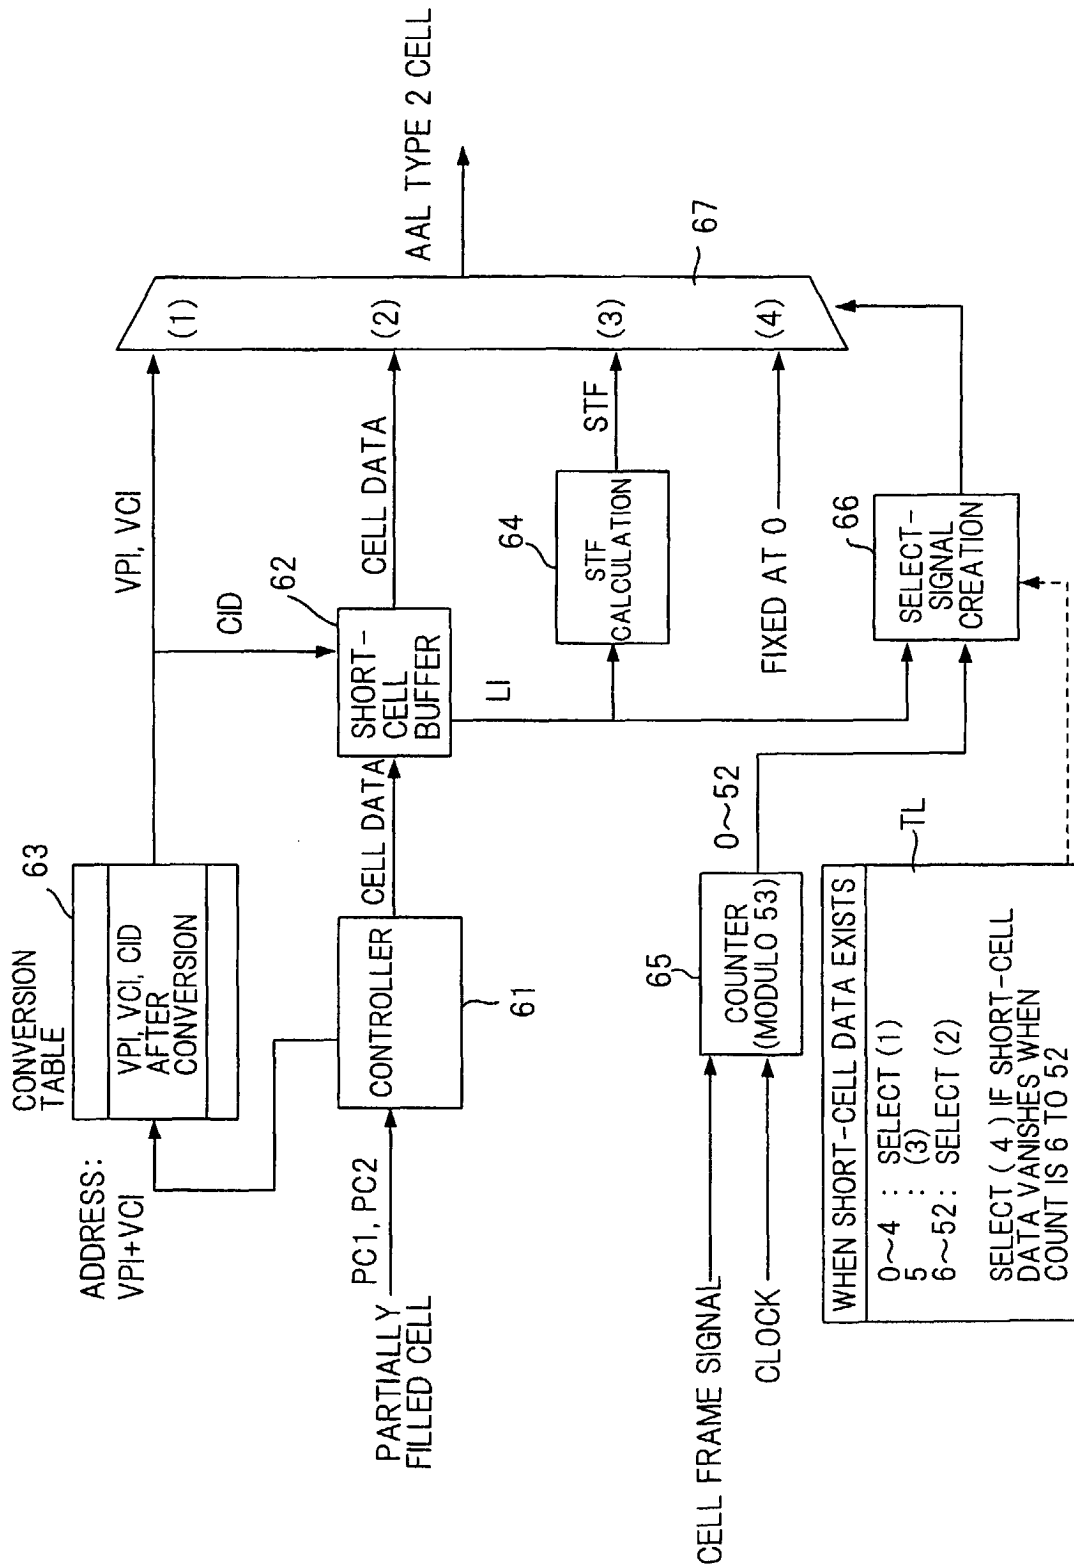 CONVERSION
TABLE
63
ADDRESS:
VPI+VCI
VPI, VCI, CID
AFTER
CONVERSION
VPI, VCI
CID
PARTIALLY
FILLED CELL
PC1, PC2
CONTROLLER
61
CELL DATA
SHORT-
CELL
BUFFER
62
CELL DATA
LI
STF
CALCULATION
64
STF
FIXED AT 0
(1)
(2)
(3)
(4)
67
AAL TYPE 2 CELL
CELL FRAME SIGNAL
CLOCK
65
COUNTER
(MODULO 53)
0~52
66
SELECT-
SIGNAL
CREATION
TL
WHEN SHORT-CELL DATA EXISTS
0~4 : SELECT (1)
5 : (3)
6~52: SELECT (2)
SELECT (4) IF SHORT-CELL
DATA VANISHES WHEN
COUNT IS 6 TO 52